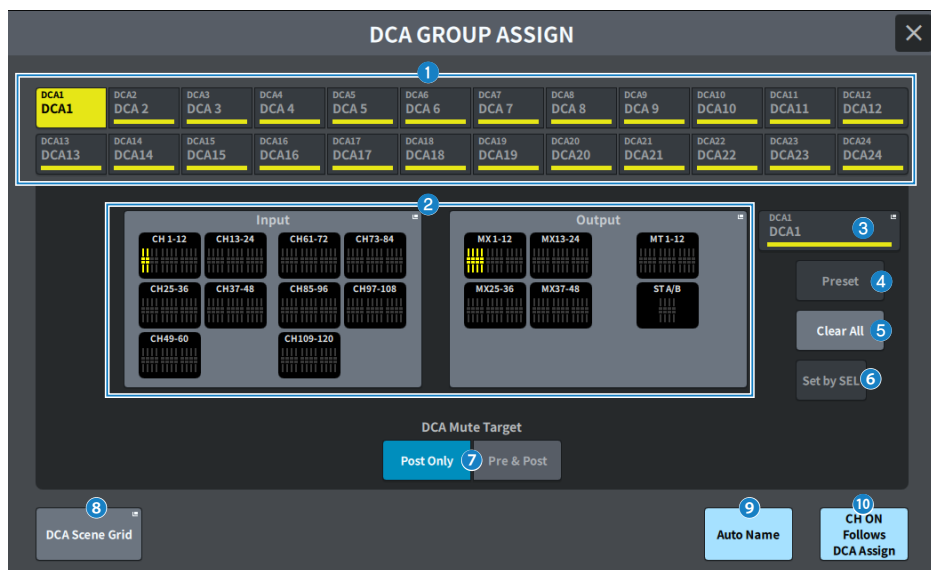 DCA GROUP ASSIGN
1
DCA1 DCA2 DCA3 DCA4 DCA5 DCA6 DCA7 DCA8 DCA9 DCA10 DCA11 DCA12
DCA1 DCA 2 DCA 3 DCA 4 DCA 5 DCA 6 DCA 7 DCA 8 DCA 9 DCA10 DCA11 DCA12
DCA13 DCA14 DCA15 DCA16 DCA17 DCA18 DCA19 DCA20 DCA21 DCA22 DCA23 DCA24
DCA13 DCA14 DCA15 DCA16 DCA17 DCA18 DCA19 DCA20 DCA21 DCA22 DCA23 DCA24
2
Input
CH 1-12 CH13-24 CH61-72 CH73-84
CH25-36 CH37-48 CH85-96 CH97-108
CH49-60 CH109-120
Output
MX 1-12 MX13-24 MT 1-12
MX25-36 MX37-48 ST A/B
DCA1
DCA1 3
Preset 4
Clear All 5
Set by SEL 6
DCA Mute Target
Post Only 7 Pre & Post
8
DCA Scene Grid
9
Auto Name
10
CH ON
Follows
DCA Assign